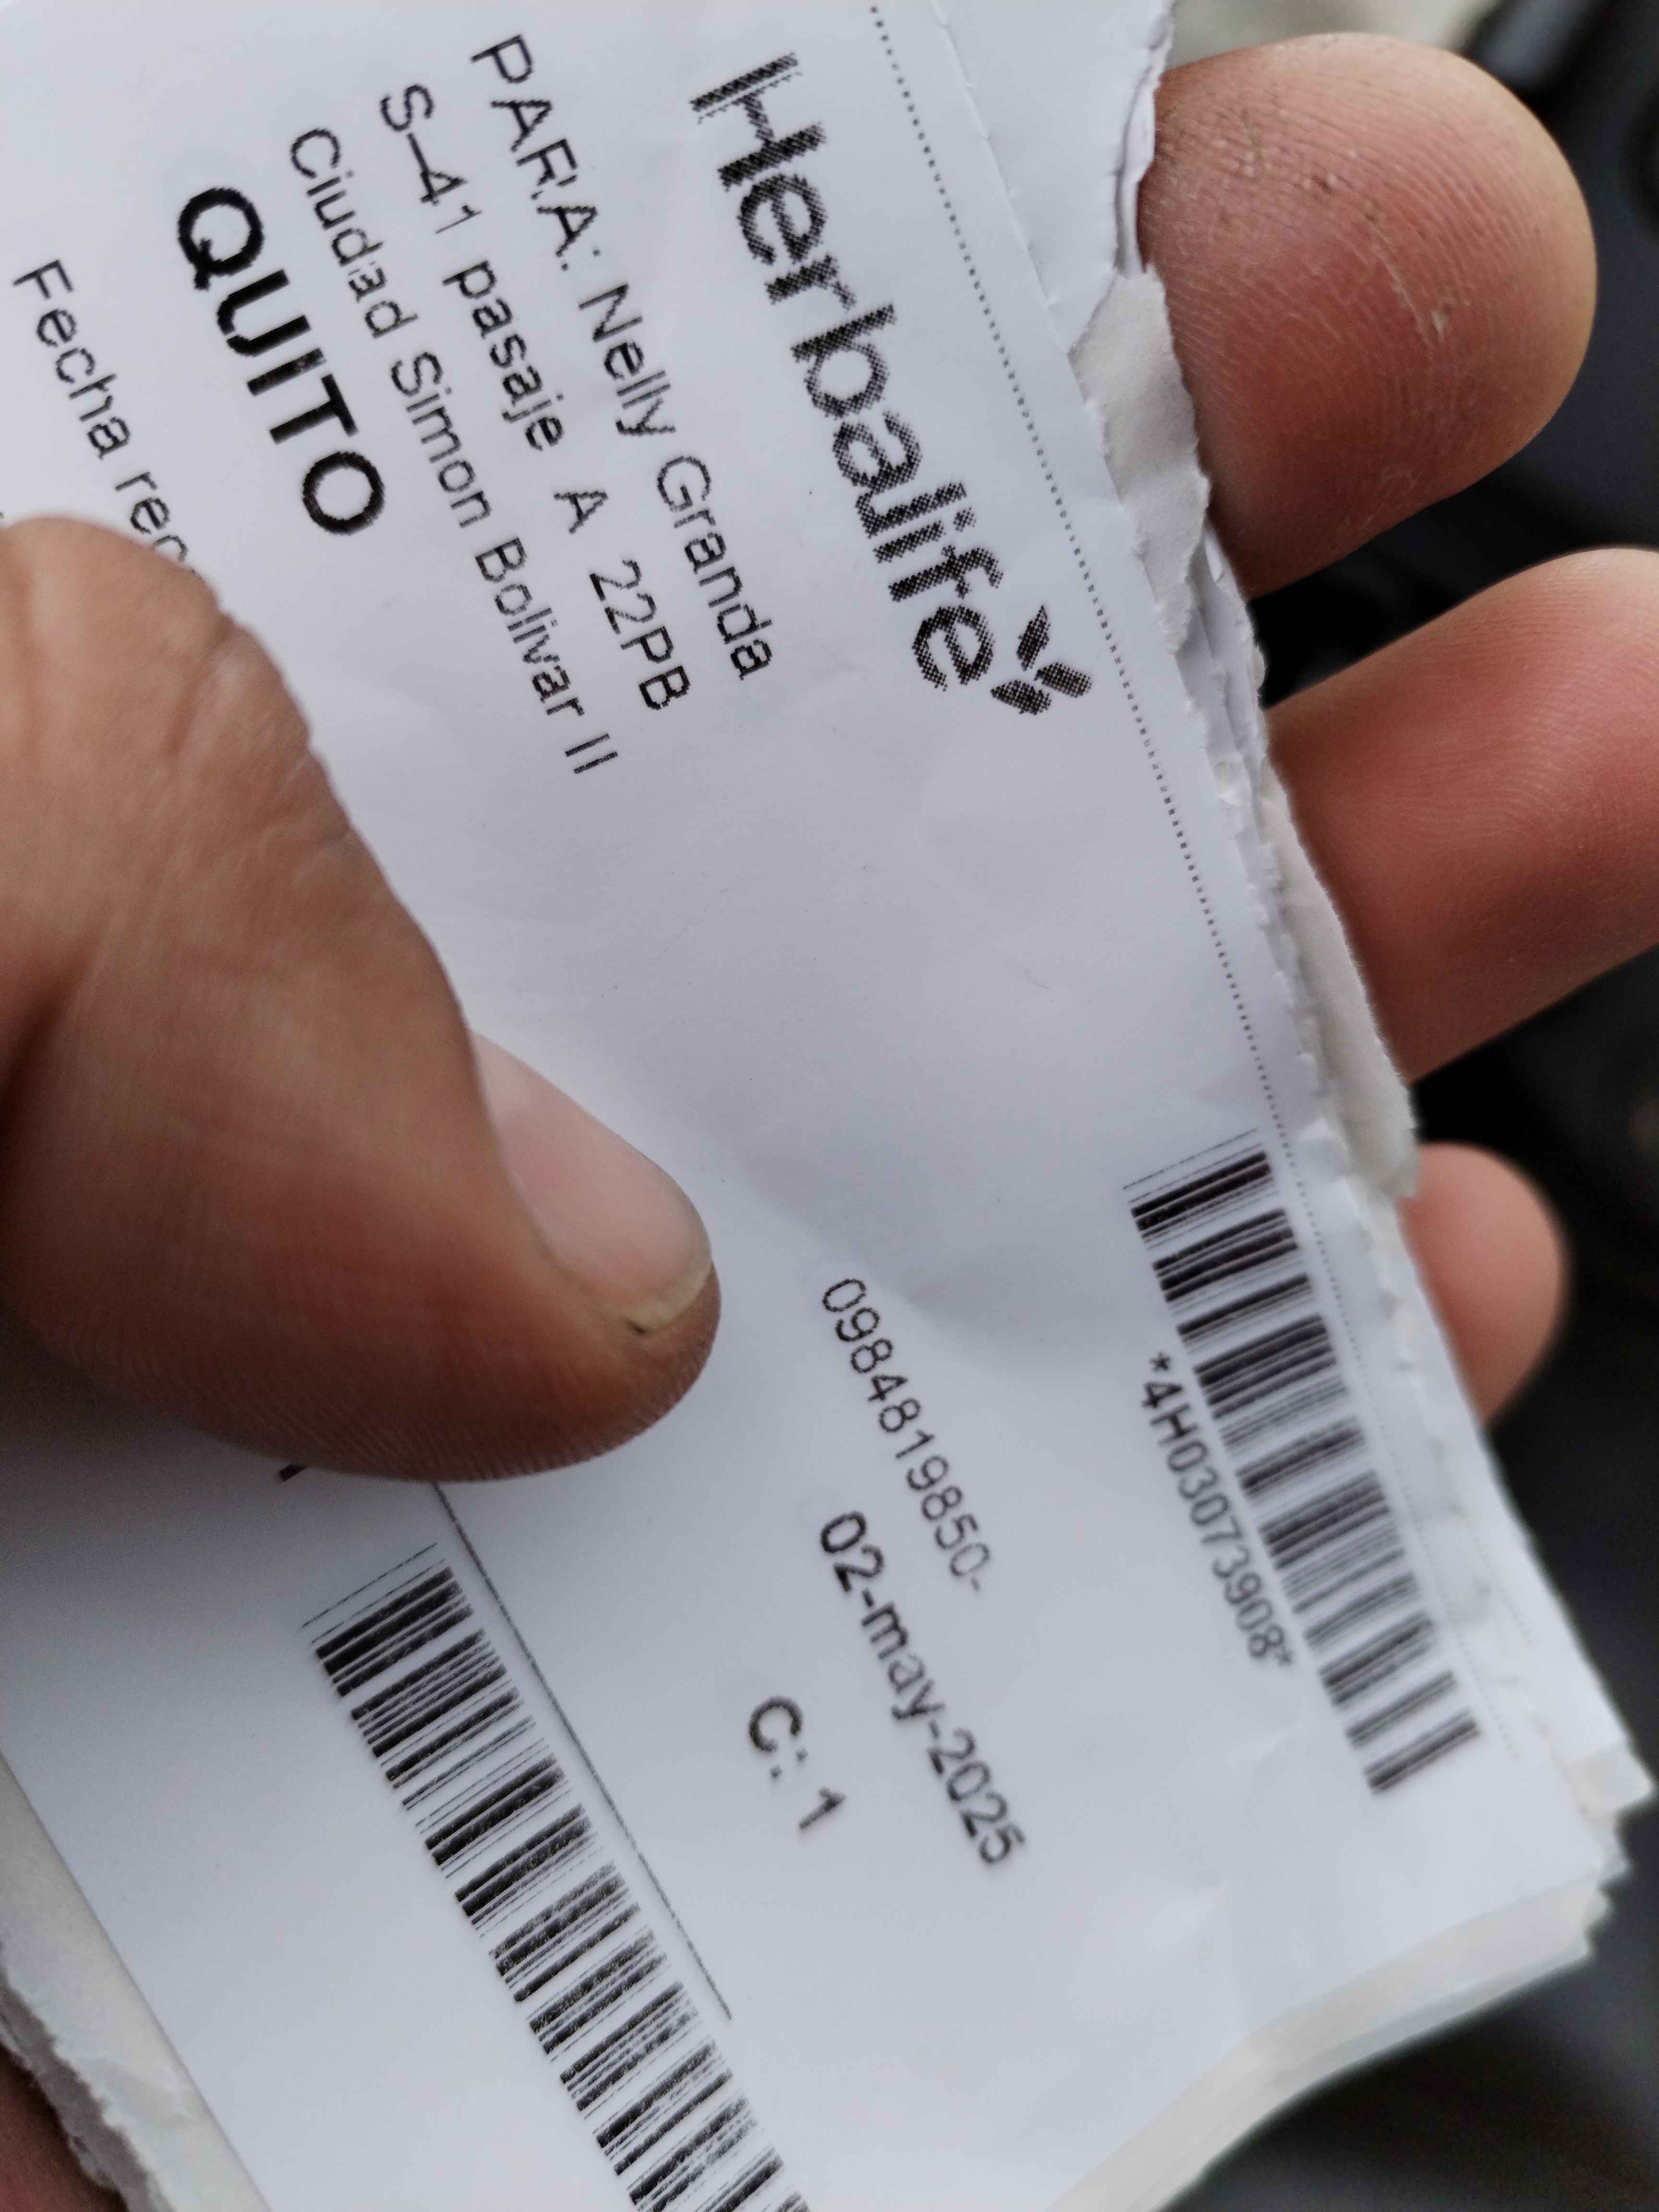 Herbalife
*4H03073908*
PARA: Nelly Granda
0984819850-
S-41 pasaje A 22PB
02-may-2025
Ciudad Simon Bolivar II
C: 1
QUITO
Fecha